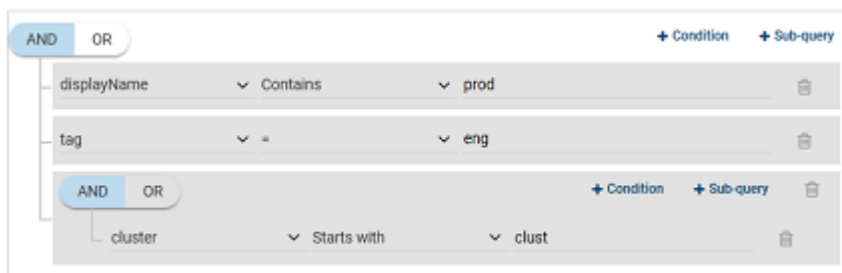 AND OR + Condition + Sub-query
displayName Contains prod
tag = eng
AND OR + Condition + Sub-query
cluster Starts with clust